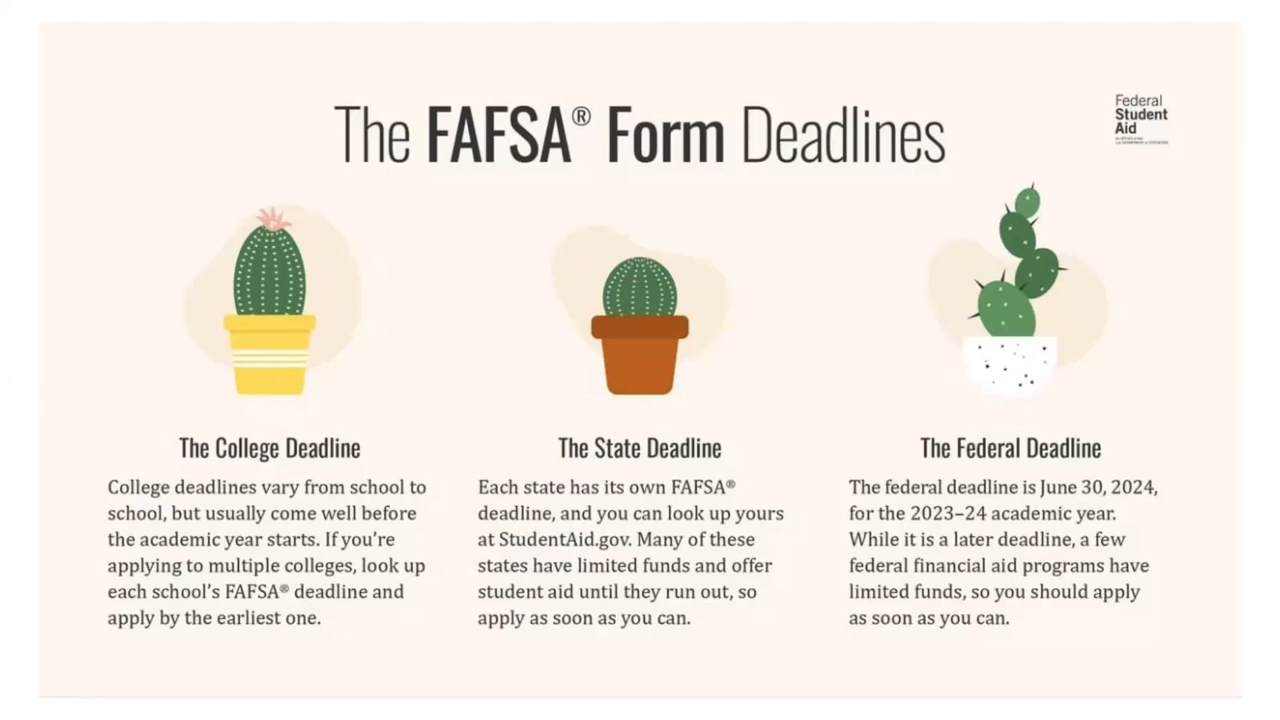 The FAFSA® Form Deadlines
Federal
Student
Aid
The College Deadline
College deadlines vary from school to
school, but usually come well before
the academic year starts. If you’re
applying to multiple colleges, look up
each school’s FAFSA® deadline and
apply by the earliest one.
The State Deadline
Each state has its own FAFSA®
deadline, and you can look up yours
at StudentAid.gov. Many of these
states have limited funds and offer
student aid until they run out, so
apply as soon as you can.
The Federal Deadline
The federal deadline is June 30, 2024,
for the 2023–24 academic year.
While it is a later deadline, a few
federal financial aid programs have
limited funds, so you should apply
as soon as you can.